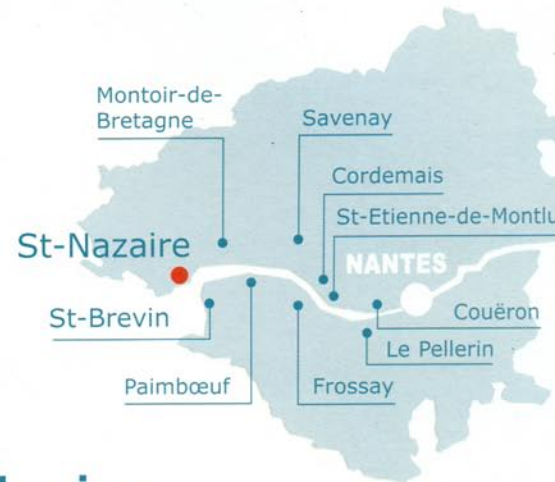 Montoir-de-
Bretagne
Savenay
Cordemais
St-Etienne-de-Montlu
St-Nazaire
NANTES
St-Brevin
Couëron
Le Pellerin
Paimbœuf
Frossay